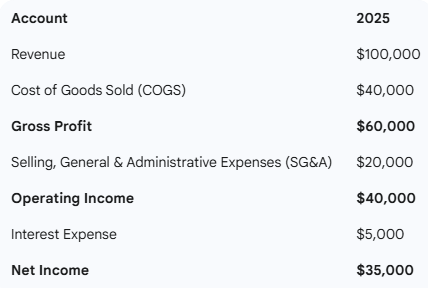 Account 2025
Revenue $100,000
Cost of Goods Sold (COGS) $40,000
Gross Profit $60,000
Selling, General & Administrative Expenses (SG&A) $20,000
Operating Income $40,000
Interest Expense $5,000
Net Income $35,000